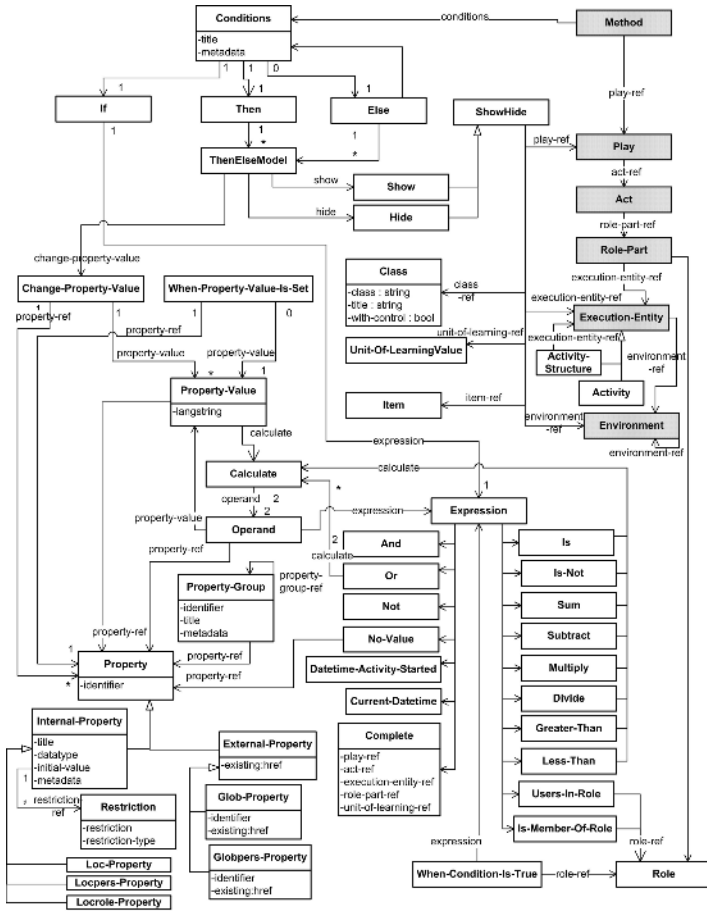 Conditions
-title
-metadata
conditions
Method
1
1
0
1
1
1
If
Then
Else
ShowHide
play-ref
1
1
1
*
*
play-ref
Play
ThenElseModel
show
Show
act-ref
Act
hide
Hide
role-part-ref
Role-Part
change-property-value
Class
-class : string
-title : string
-with-control : bool
class
-ref
execution-entity-ref
execution-entity-ref
Change-Property-Value
When-Property-Value-Is-Set
Execution-Entity
1
1
1
0
property-ref
property-ref
unit-of-learning-ref
execution-entity-ref
Unit-Of-LearningValue
Activity-
Structure
environment
-ref
property-value
property-value
*
1
Activity
Property-Value
-langstring
Item
item-ref
environment
-ref
Environment
environment-ref
calculate
expression
Calculate
calculate
operand
2
2
*
1
property-value
Operand
expression
Expression
property-ref
2
calculate
And
Is
Property-Group
-identifier
-title
-metadata
property-
group-ref
Or
Is-Not
Not
Sum
property-ref
No-Value
Subtract
1
property-ref
Property
-identifier
*
property-ref
Datetime-Activity-Started
Multiply
Current-Datetime
Divide
Internal-Property
-title
-datatype
-initial-value
-metadata
External-Property
-existing:href
Complete
-play-ref
-act-ref
-execution-entity-ref
-role-part-ref
-unit-of-learning-ref
Greater-Than
Less-Than
1
*
restriction
ref
Restriction
-restriction
-restriction-type
Glob-Property
-identifier
-existing:href
Users-In-Role
Is-Member-Of-Role
expression
role-ref
Globpers-Property
-identifier
-existing:href
Loc-Property
Locpers-Property
Locrole-Property
When-Condition-Is-True
role-ref
Role